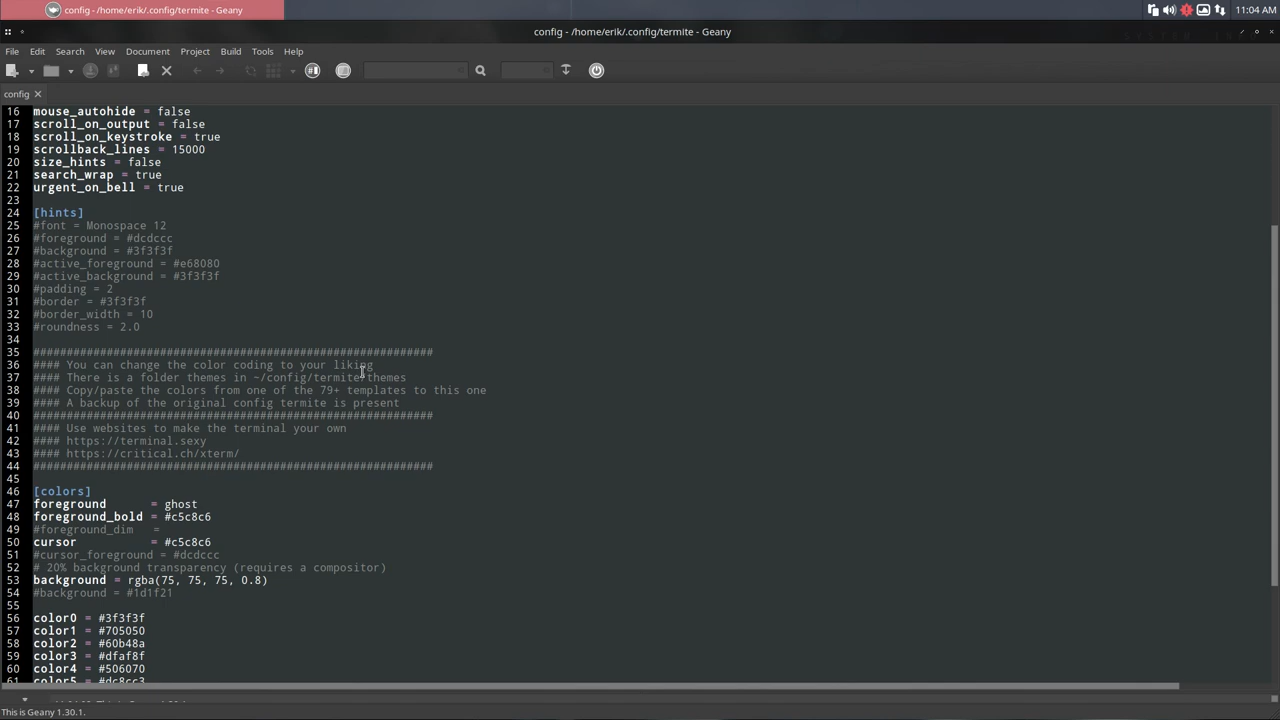 config - /home/erik/.config/termite - Geany
11:04 AM
config - /home/erik/.config/termite - Geany
File Edit Search View Document Project Build Tools Help
config
16 mouse_autohide = false
17 scroll_on_output = false
18 scroll_on_keystroke = true
19 scrollback_lines = 15000
20 size_hints = false
21 search_wrap = true
22 urgent_on_bell = true
23
24 [hints]
25 #font = Monospace 12
26 #foreground = #dcdccc
27 #background = #3f3f3f
28 #active_foreground = #e68080
29 #active_background = #3f3f3f
30 #padding = 2
31 #border = #3f3f3f
32 #border_width = 10
33 #roundness = 2.0
34
35 ############################################################
36 #### You can change the color coding to your liking
37 #### There is a folder themes in ~/config/termite-themes
38 #### Copy/paste the colors from one of the 79+ templates to this one
39 #### A backup of the original config termite is present
40 ############################################################
41 #### Use websites to make the terminal your own
42 #### https://terminal.sexy
43 #### https://critical.ch/xterm/
44 ############################################################
45
46 [colors]
47 foreground = ghost
48 foreground_bold = #c5c8c6
49 #foreground_dim =
50 cursor = #c5c8c6
51 #cursor_foreground = #dcdccc
52 # 20% background transparency (requires a compositor)
53 background = rgba(75, 75, 75, 0.8)
54 #background = #1d1f21
55
56 color0 = #3f3f3f
57 color1 = #705050
58 color2 = #60b48a
59 color3 = #dfaf8f
60 color4 = #506070
61 color5 = #dc8cc3
This is Geany 1.30.1.